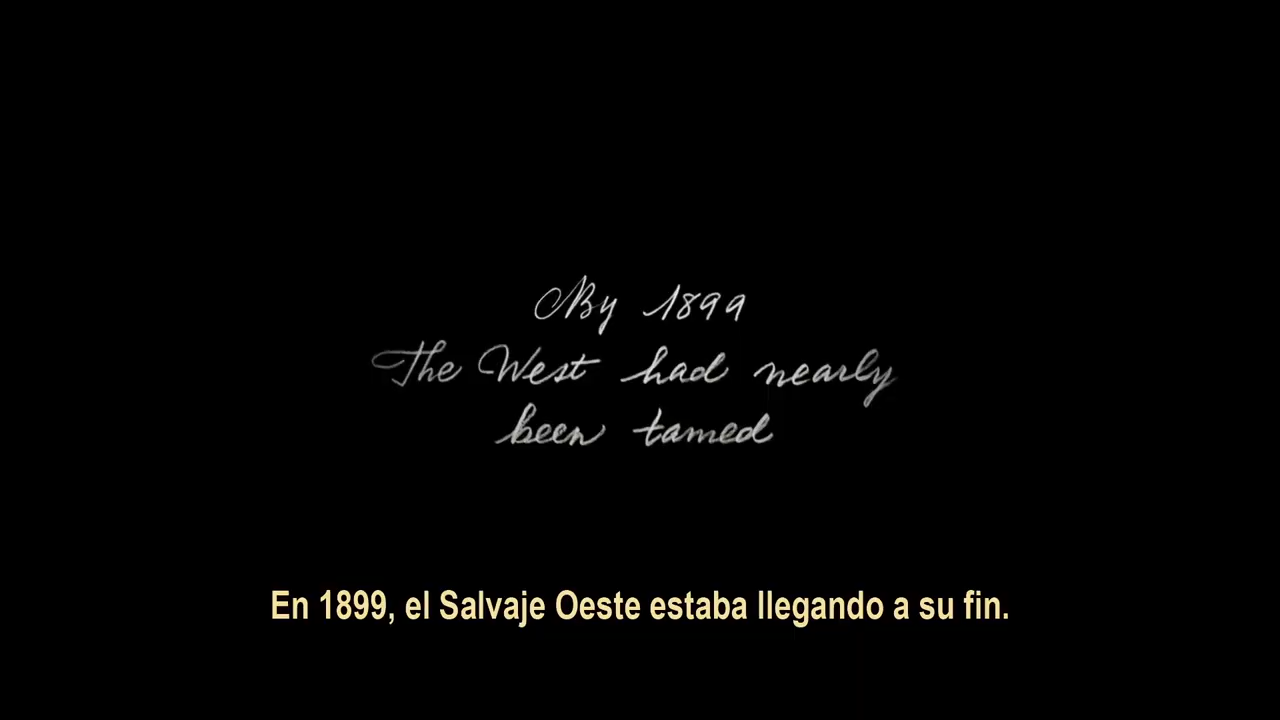 By 1899
The West had nearly
been tamed
En 1899, el Salvaje Oeste estaba llegando a su fin.